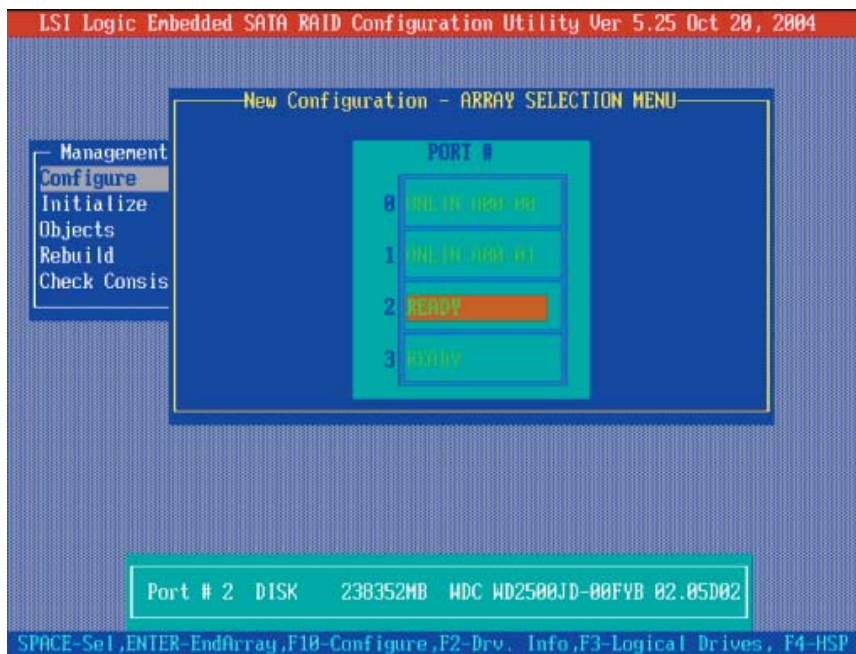 LSI Logic Embedded SATA RAID Configuration Utility Ver 5.25 Oct 20, 2004
New Configuration - ARRAY SELECTION MENU
Management
Configure
Initialize
Objects
Rebuild
Check Consis
PORT #
0 ONLIN A00-00
1 ONLIN A00-01
2 READY
3 READY
Port # 2 DISK 238352MB WDC WD2500JD-00FYB 02.05D02
SPACE-Sel,ENTER-EndArray,F10-Configure,F2-Drv. Info,F3-Logical Drives, F4-HSP